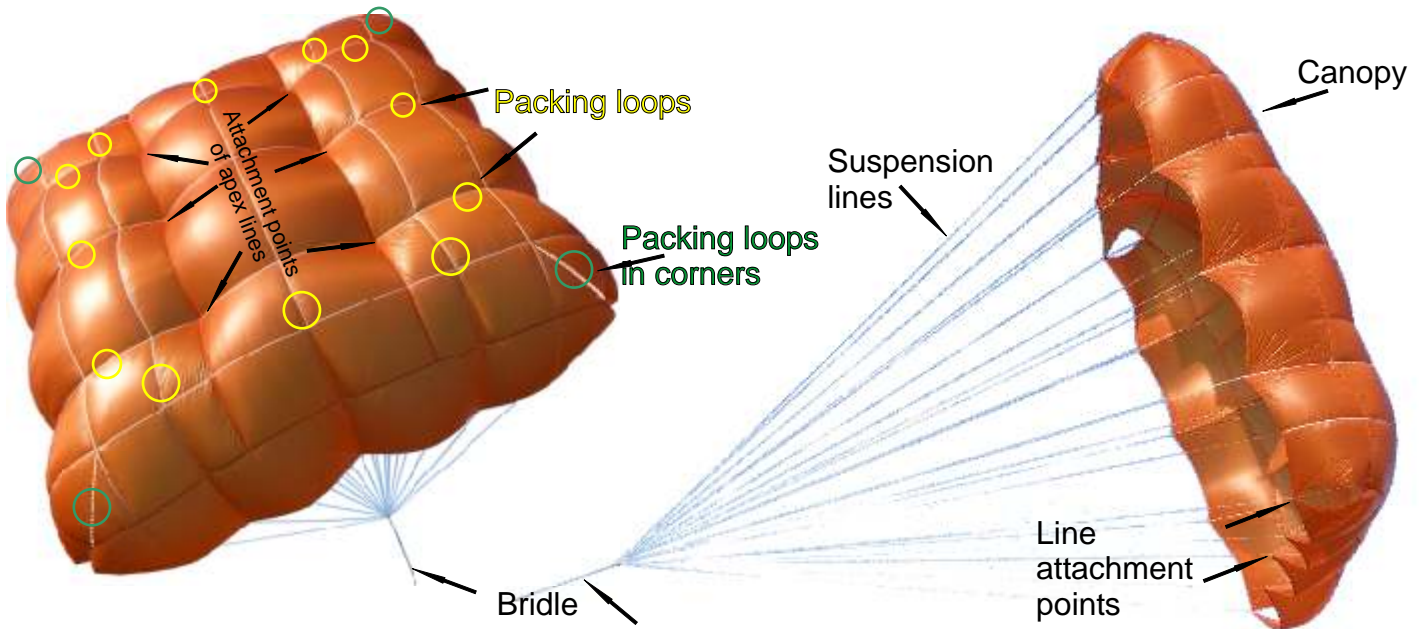 Packing loops
Attachment points
of apex lines
Packing loops
in corners
Suspension
lines
Canopy
Line
attachment
points
Bridle